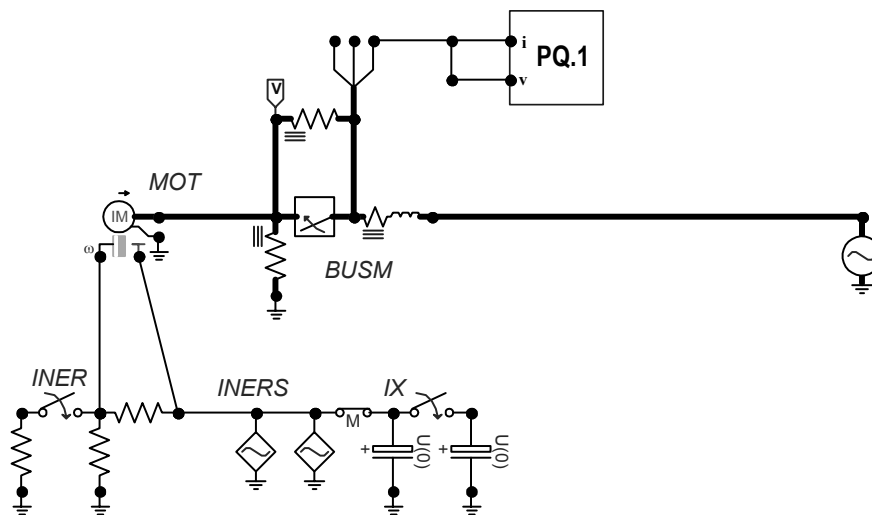 i
PQ.1
v
V
MOT
IM
ω
BUSM
INER
INERS
IX
M
+
U(0)
+
U(0)